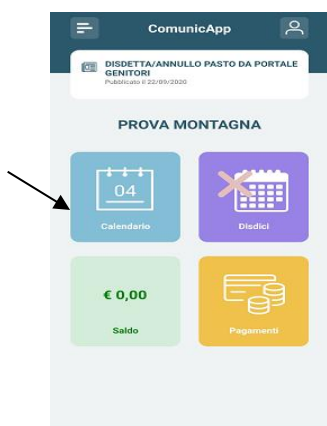 ComunicApp
DISDETTA/ANNULLO PASTO DA PORTALE
GENITORI
Pubblicato il 22/09/2020
PROVA MONTAGNA
04
Calendario
Disdici
€ 0,00
Saldo
Pagamenti